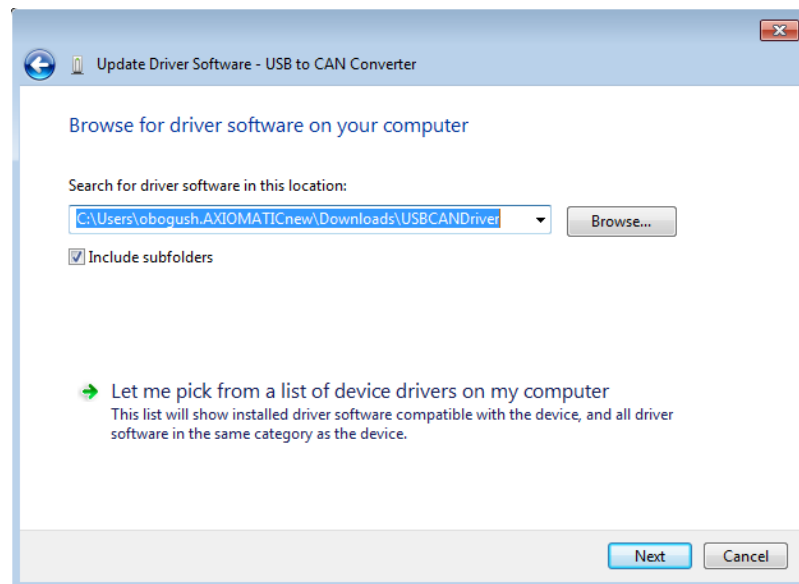 Update Driver Software - USB to CAN Converter
Browse for driver software on your computer
Search for driver software in this location:
C:\Users\obogush.AXIOMATICnew\Downloads\USBCANDriver
Browse...
Include subfolders
Let me pick from a list of device drivers on my computer
This list will show installed driver software compatible with the device, and all driver
software in the same category as the device.
Next
Cancel